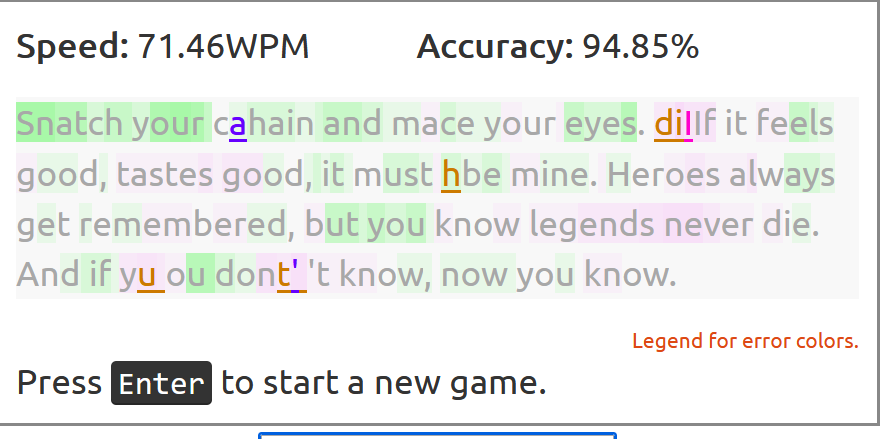 Speed: 71.46WPM Accuracy: 94.85%
Snatch your cahain and mace your eyes. dilIf it feels
good, tastes good, it must hbe mine. Heroes always
get remembered, but you know legends never die.
And if yu ou dont' 't know, now you know.
Legend for error colors.
Press Enter to start a new game.